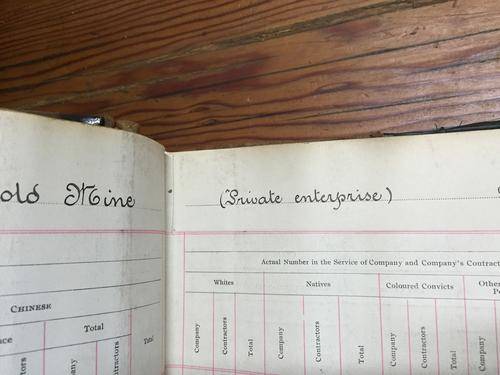 old Mine
(Private enterprise)
Actual Number in the Service of Company and Company's Contract
Whites Natives Coloured Convicts Other
CHINESE
Total
Total
Company Contractors Total Company Contractors Total Company Contractors Total Company